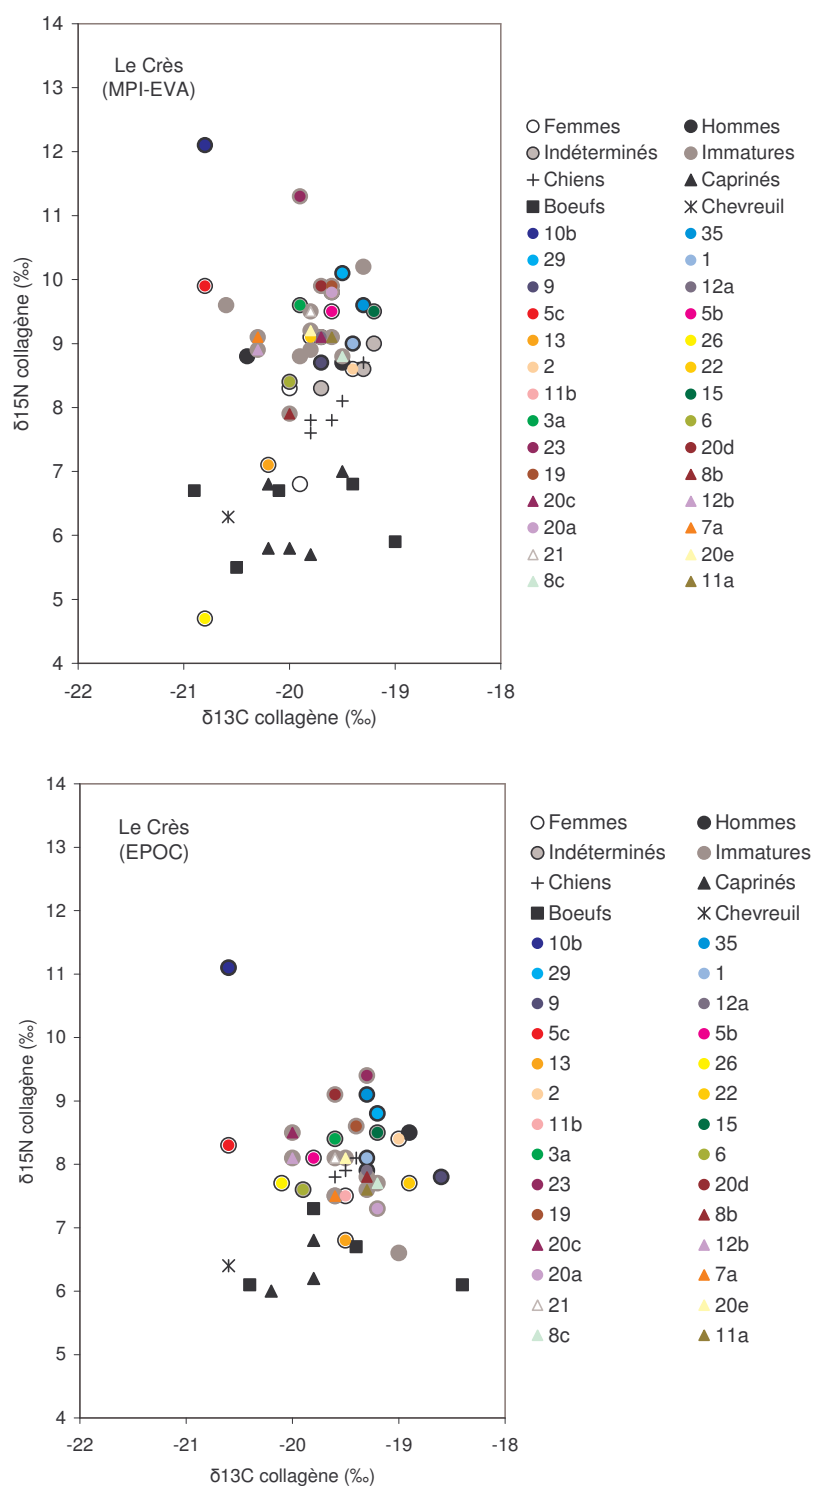 14
13
12
11
10
9
8
7
6
5
4
δ15N collagène (‰)
Le Crès
(MPI-EVA)
-22 -21 -20 -19 -18
δ13C collagène (‰)
Femmes Hommes
Indéterminés Immatures
Chiens Caprinés
Boeufs Chevreuil
10b 35
29 1
9 12a
5c 5b
13 26
2 22
11b 15
3a 6
23 20d
19 8b
20c 12b
20a 7a
21 20e
8c 11a
14
13
12
11
10
9
8
7
6
5
4
δ15N collagène (‰)
Le Crès
(EPOC)
-22 -21 -20 -19 -18
δ13C collagène (‰)
Femmes Hommes
Indéterminés Immatures
Chiens Caprinés
Boeufs Chevreuil
10b 35
29 1
9 12a
5c 5b
13 26
2 22
11b 15
3a 6
23 20d
19 8b
20c 12b
20a 7a
21 20e
8c 11a